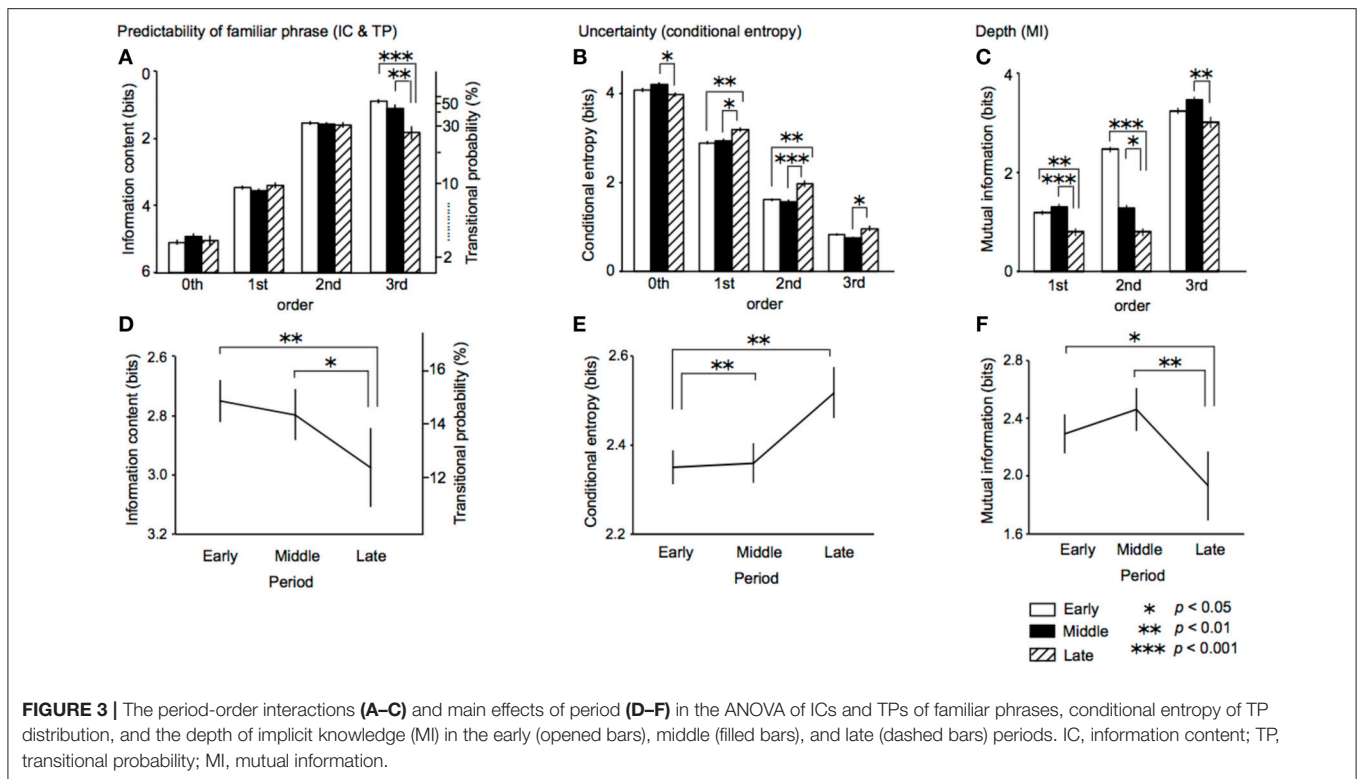 Predictability of familiar phrase (IC & TP)
A
Information content (bits)
0
2
4
6
***
**
50
30
10
2
Transitional probability (%)
0th 1st 2nd 3rd
order
Uncertainty (conditional entropy)
B
Conditional entropy (bits)
4
2
0
*
**
*
**
***
*
0th 1st 2nd 3rd
order
Depth (MI)
C
Mutual information (bits)
4
2
0
**
***
***
*
**
1st 2nd 3rd
order
D
Information content (bits)
2.6
2.8
3.0
3.2
**
*
16
14
12
Transitional probability (%)
Early Middle Late
Period
E
Conditional entropy (bits)
2.6
2.4
2.2
**
**
Early Middle Late
Period
F
Mutual information (bits)
2.8
2.4
2.0
1.6
*
**
Early Middle Late
Period
Early * p < 0.05
Middle ** p < 0.01
Late *** p < 0.001
FIGURE 3 | The period-order interactions (A–C) and main effects of period (D–F) in the ANOVA of ICs and TPs of familiar phrases, conditional entropy of TP
distribution, and the depth of implicit knowledge (MI) in the early (opened bars), middle (filled bars), and late (dashed bars) periods. IC, information content; TP,
transitional probability; MI, mutual information.